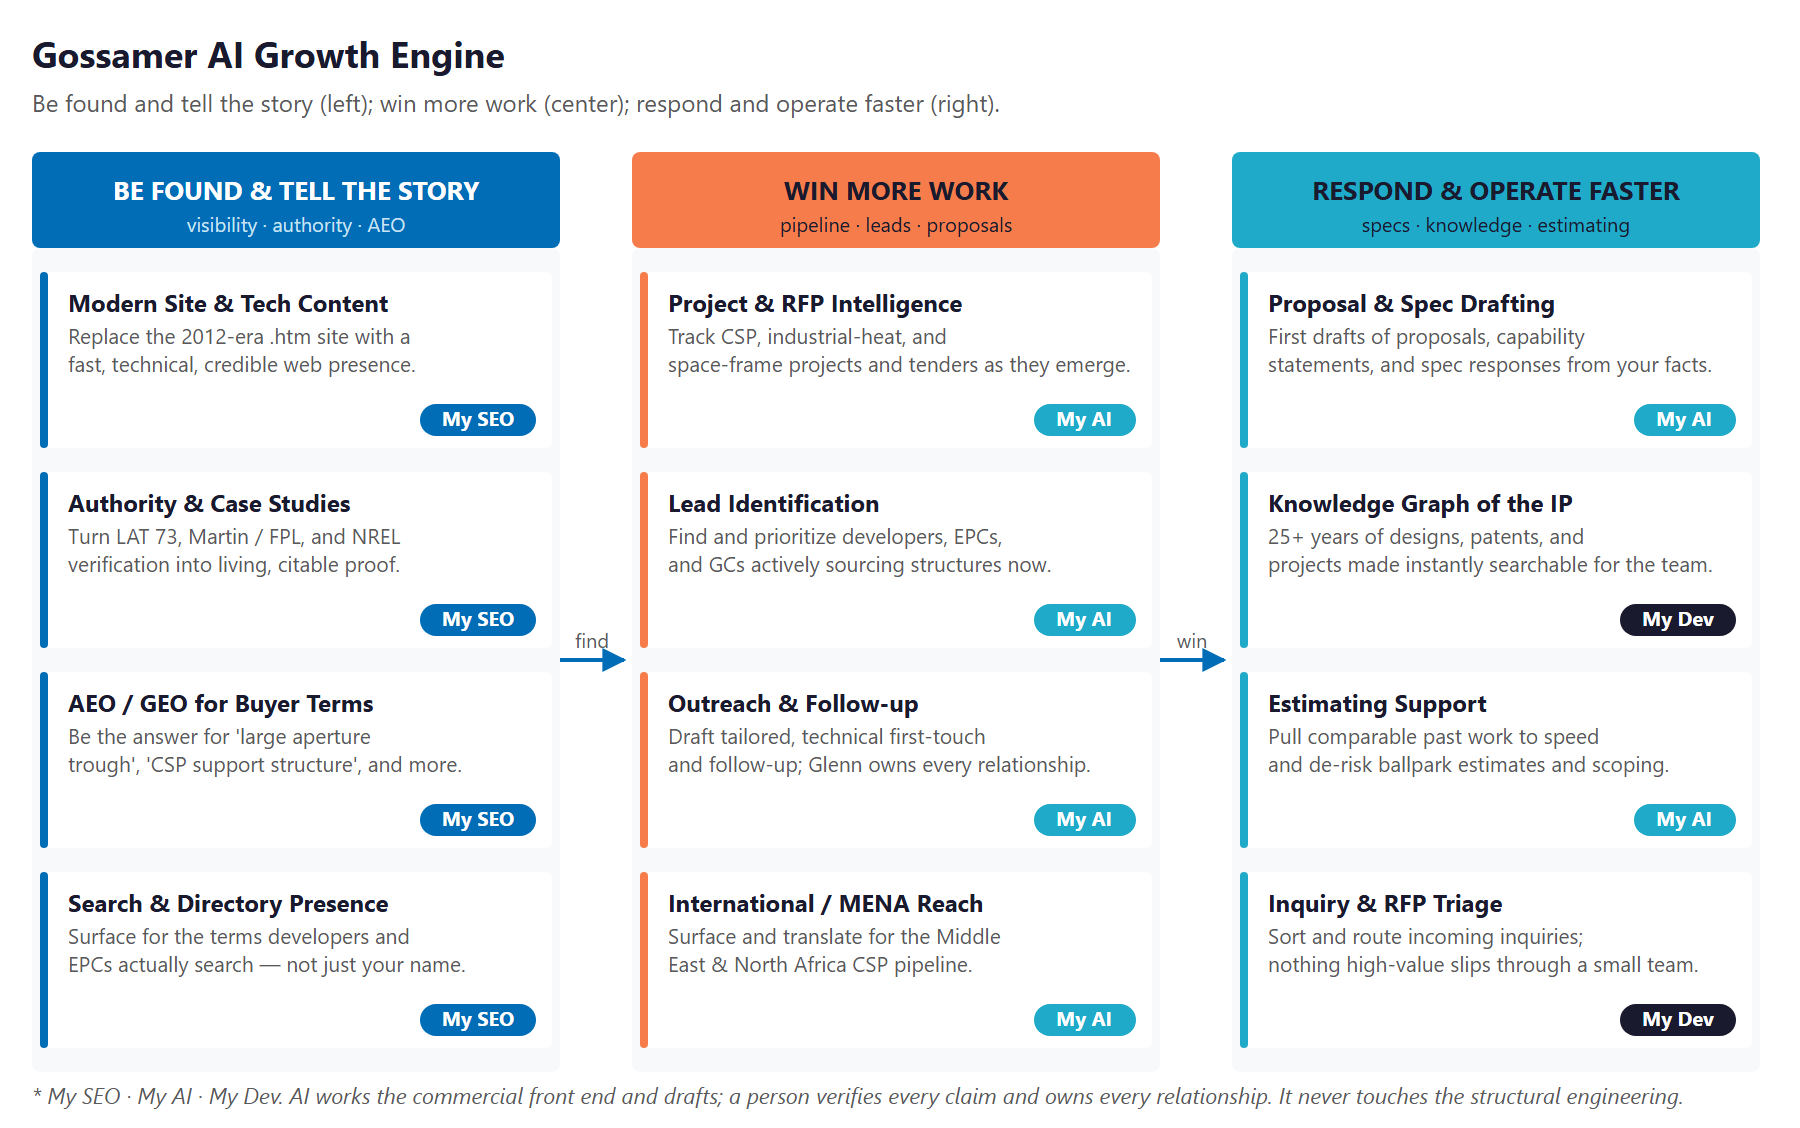 Gossamer AI Growth Engine
Be found and tell the story (left); win more work (center); respond and operate faster (right).
BE FOUND & TELL THE STORY
visibility · authority · AEO
Modern Site & Tech Content
Replace the 2012-era .htm site with a
fast, technical, credible web presence.
My SEO
Authority & Case Studies
Turn LAT 73, Martin / FPL, and NREL
verification into living, citable proof.
My SEO
AEO / GEO for Buyer Terms
Be the answer for 'large aperture
trough', 'CSP support structure', and more.
My SEO
Search & Directory Presence
Surface for the terms developers and
EPCs actually search — not just your name.
My SEO
find
WIN MORE WORK
pipeline · leads · proposals
Project & RFP Intelligence
Track CSP, industrial-heat, and
space-frame projects and tenders as they emerge.
My AI
Lead Identification
Find and prioritize developers, EPCs,
and GCs actively sourcing structures now.
My AI
Outreach & Follow-up
Draft tailored, technical first-touch
and follow-up; Glenn owns every relationship.
My AI
International / MENA Reach
Surface and translate for the Middle
East & North Africa CSP pipeline.
My AI
win
RESPOND & OPERATE FASTER
specs · knowledge · estimating
Proposal & Spec Drafting
First drafts of proposals, capability
statements, and spec responses from your facts.
My AI
Knowledge Graph of the IP
25+ years of designs, patents, and
projects made instantly searchable for the team.
My Dev
Estimating Support
Pull comparable past work to speed
and de-risk ballpark estimates and scoping.
My AI
Inquiry & RFP Triage
Sort and route incoming inquiries;
nothing high-value slips through a small team.
My Dev
* My SEO · My AI · My Dev. AI works the commercial front end and drafts; a person verifies every claim and owns every relationship. It never touches the structural engineering.